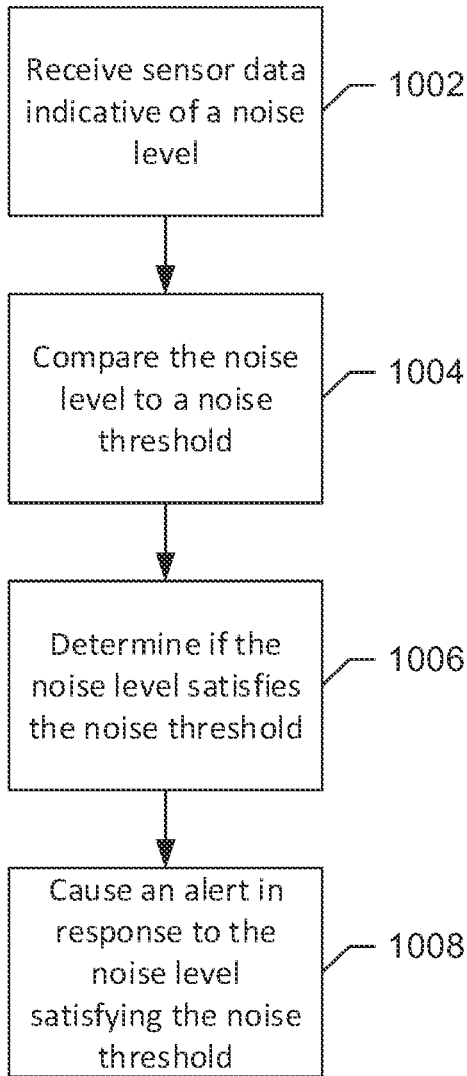 Receive sensor data
indicative of a noise
level
1002
Compare the noise
level to a noise
threshold
1004
Determine if the
noise level satisfies
the noise threshold
1006
Cause an alert in
response to the
noise level
satisfying the noise
threshold
1008